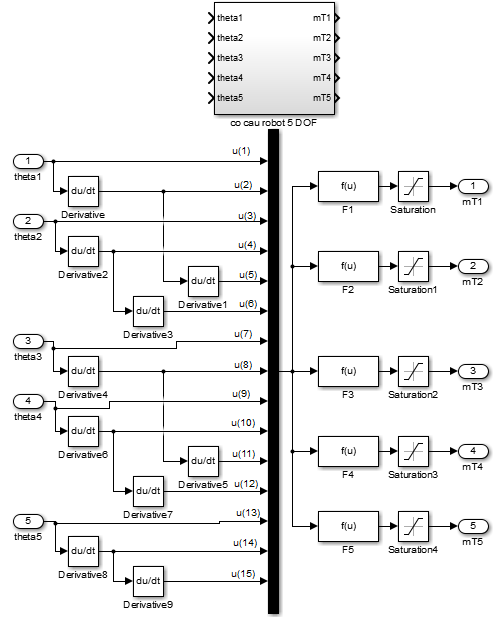 theta1 mT1
theta2 mT2
theta3 mT3
theta4 mT4
theta5 mT5
co cau robot 5 DOF
u(1)
1
theta1
du/dt
Derivative
u(2)
f(u)
F1
Saturation
1
mT1
2
theta2
u(3)
du/dt
Derivative2
u(4)
f(u)
F2
Saturation1
2
mT2
du/dt
Derivative1
u(5)
du/dt
Derivative3
u(6)
3
theta3
u(7)
du/dt
Derivative4
u(8)
f(u)
F3
Saturation2
3
mT3
4
theta4
u(9)
du/dt
Derivative6
u(10)
f(u)
F4
Saturation3
4
mT4
du/dt
Derivative5
u(11)
du/dt
Derivative7
u(12)
5
theta5
u(13)
f(u)
F5
Saturation4
5
mT5
du/dt
Derivative8
u(14)
du/dt
Derivative9
u(15)